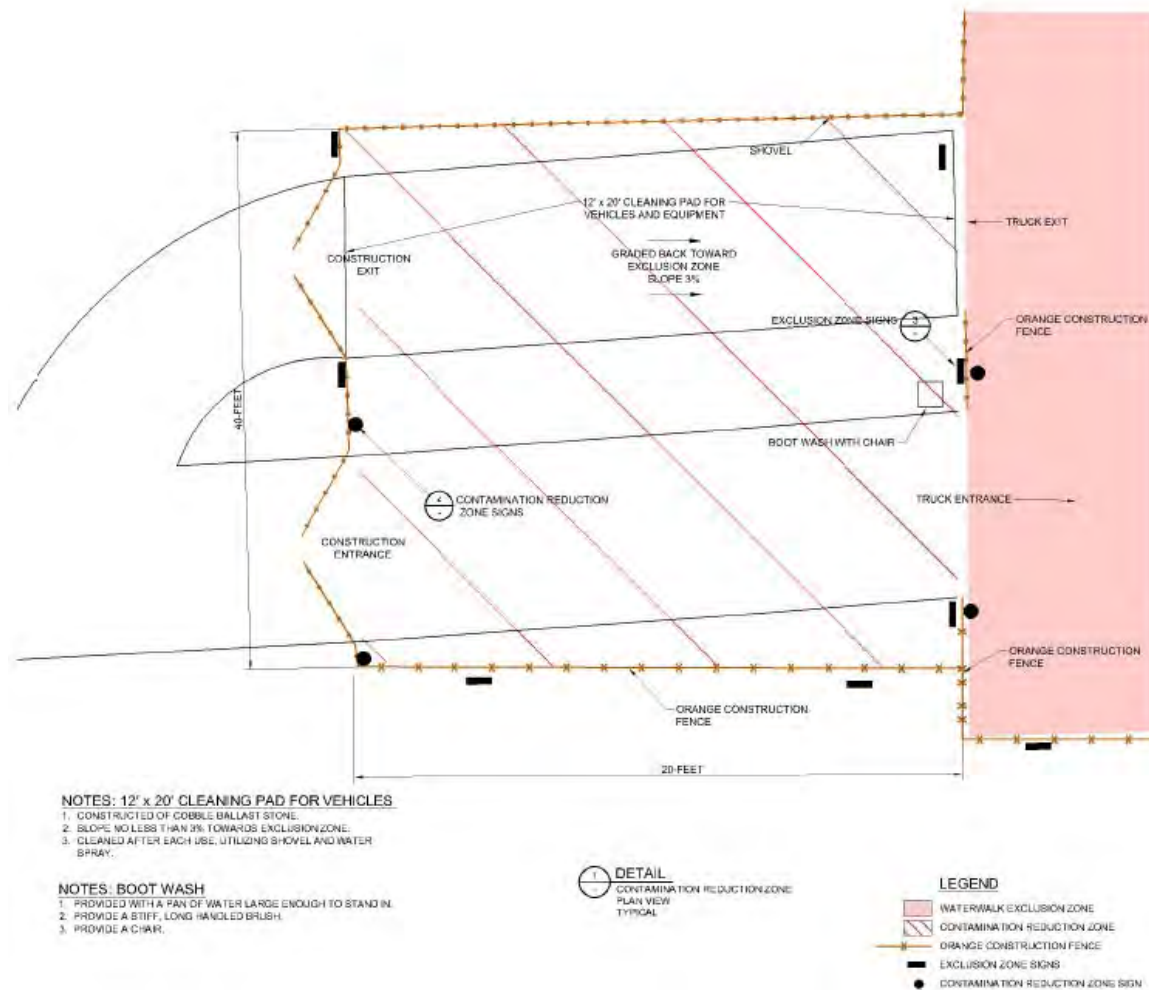 SHOVEL
12' x 20' CLEANING PAD FOR
VEHICLES AND EQUIPMENT
TRUCK EXIT
CONSTRUCTION
EXIT
GRADED BACK TOWARD
EXCLUSION ZONE
SLOPE 3%
EXCLUSION ZONE SIGNS
3
-
ORANGE CONSTRUCTION
FENCE
40-FEET
BOOT WASH WITH CHAIR
4
-
CONTAMINATION REDUCTION
ZONE SIGNS
TRUCK ENTRANCE
CONSTRUCTION
ENTRANCE
ORANGE CONSTRUCTION
FENCE
ORANGE CONSTRUCTION
FENCE
20-FEET
NOTES: 12' x 20' CLEANING PAD FOR VEHICLES
1. CONSTRUCTED OF COBBLE BALLAST STONE.
2. SLOPE NO LESS THAN 3% TOWARDS EXCLUSION ZONE.
3. CLEANED AFTER EACH USE, UTILIZING SHOVEL AND WATER
SPRAY.
NOTES: BOOT WASH
1. PROVIDED WITH A PAN OF WATER LARGE ENOUGH TO STAND IN.
2. PROVIDE A STIFF, LONG HANDLED BRUSH.
3. PROVIDE A CHAIR.
1
-
DETAIL
CONTAMINATION REDUCTION ZONE
PLAN VIEW
TYPICAL
LEGEND
WATERWALK EXCLUSION ZONE
CONTAMINATION REDUCTION ZONE
ORANGE CONSTRUCTION FENCE
EXCLUSION ZONE SIGNS
CONTAMINATION REDUCTION ZONE SIGN